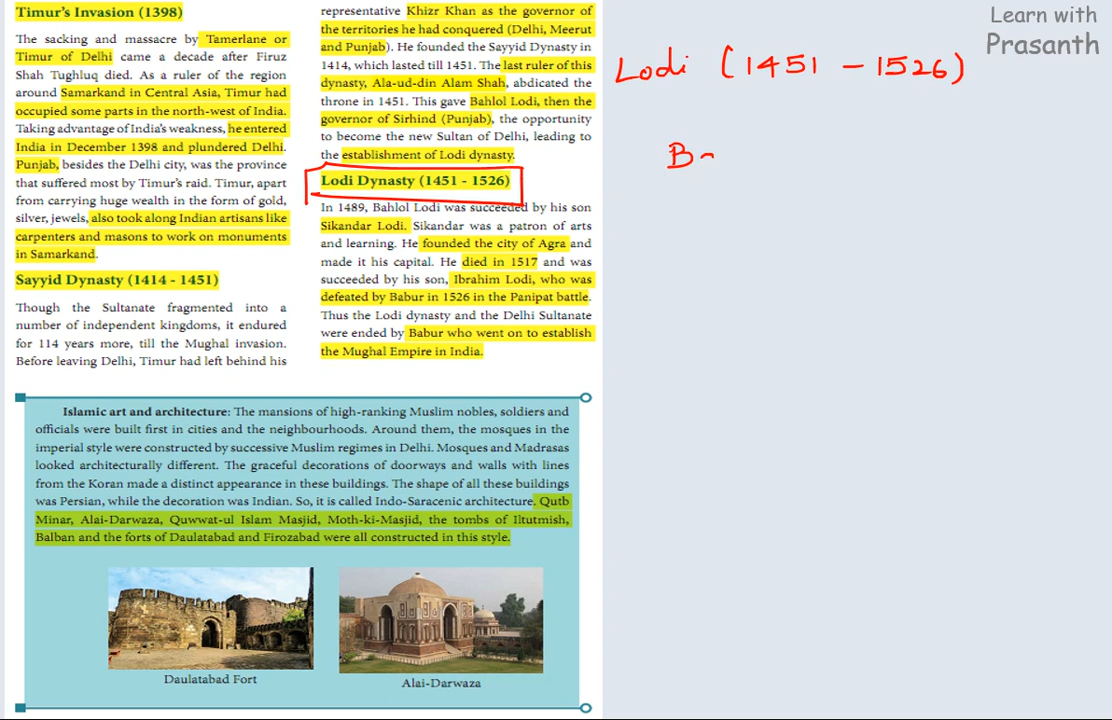 Timur's Invasion (1398)
The sacking and massacre by Tamerlane or
Timur of Delhi came a decade after Firuz
Shah Tughluq died. As a ruler of the region
around Samarkand in Central Asia, Timur had
occupied some parts in the north-west of India.
Taking advantage of India's weakness, he entered
India in December 1398 and plundered Delhi.
Punjab, besides the Delhi city, was the province
that suffered most by Timur's raid. Timur, apart
from carrying huge wealth in the form of gold,
silver, jewels, also took along Indian artisans like
carpenters and masons to work on monuments
in Samarkand.
Sayyid Dynasty (1414 - 1451)
Though the Sultanate fragmented into a
number of independent kingdoms, it endured
for 114 years more, till the Mughal invasion.
Before leaving Delhi, Timur had left behind his
representative Khizr Khan as the governor of
the territories he had conquered (Delhi, Meerut
and Punjab). He founded the Sayyid Dynasty in
1414, which lasted till 1451. The last ruler of this
dynasty, Ala-ud-din Alam Shah, abdicated the
throne in 1451. This gave Bahlol Lodi, then the
governor of Sirhind (Punjab), the opportunity
to become the new Sultan of Delhi, leading to
the establishment of Lodi dynasty.
Lodi Dynasty (1451 - 1526)
In 1489, Bahlol Lodi was succeeded by his son
Sikandar Lodi. Sikandar was a patron of arts
and learning. He founded the city of Agra and
made it his capital. He died in 1517 and was
succeeded by his son, Ibrahim Lodi, who was
defeated by Babur in 1526 in the Panipat battle.
Thus the Lodi dynasty and the Delhi Sultanate
were ended by Babur who went on to establish
the Mughal Empire in India.
Islamic art and architecture: The mansions of high-ranking Muslim nobles, soldiers and
officials were built first in cities and the neighbourhoods. Around them, the mosques in the
imperial style were constructed by successive Muslim regimes in Delhi. Mosques and Madrasas
looked architecturally different. The graceful decorations of doorways and walls with lines
from the Koran made a distinct appearance in these buildings. The shape of all these buildings
was Persian, while the decoration was Indian. So, it is called Indo-Saracenic architecture. Qutb
Minar, Alai-Darwaza, Quwwat-ul Islam Masjid, Moth-ki-Masjid, the tombs of Iltutmish,
Balban and the forts of Daulatabad and Firozabad were all constructed in this style.
Daulatabad Fort
Alai-Darwaza
Learn with
Prasanth
Lodi (1451 - 1526)
B